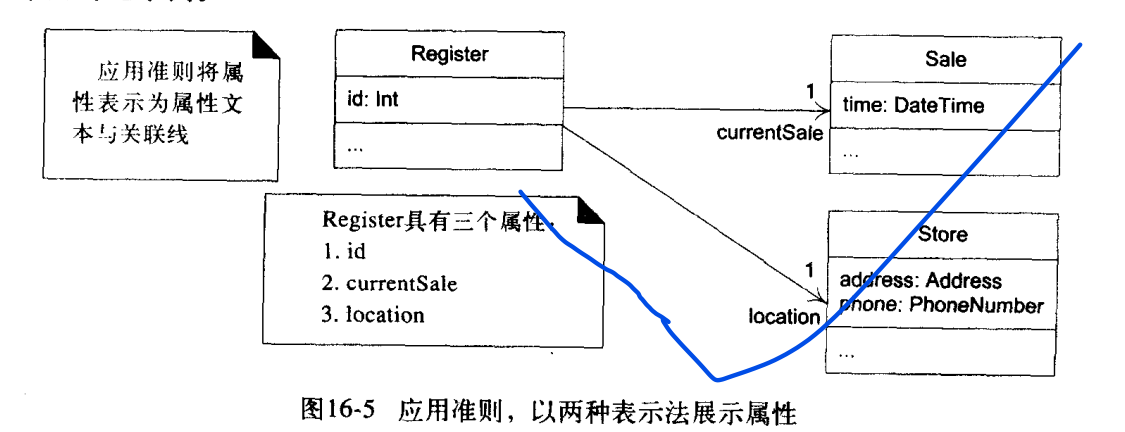 应用准则将属
性表示为属性文
本与关联线
Register
id: Int
...
1
currentSale
Sale
time: DateTime
...
Register具有三个属性：
1. id
2. currentSale
3. location
1
location
Store
address: Address
phone: PhoneNumber
...
图16-5 应用准则，以两种表示法展示属性